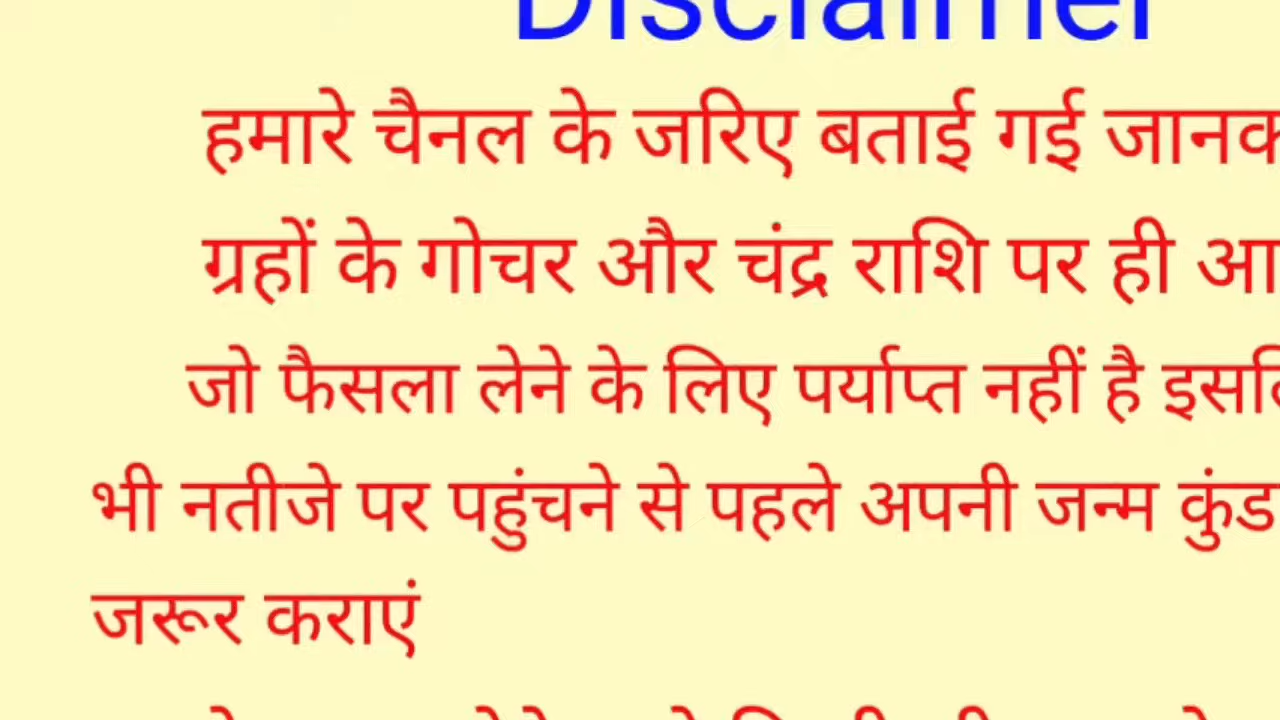 Disclaimer
हमारे चैनल के जरिए बताई गई
ग्रहों के गोचर और चंद्र राशि पर ही
जो फैसला लेने के लिए पर्याप्त नहीं है
भी नतीजे पर पहुंचने से पहले अपनी जन्म
जरूर कराएं